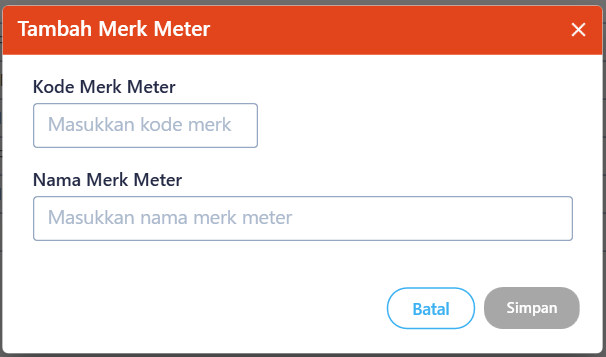 Tambah Merk Meter
Kode Merk Meter
Masukkan kode merk
Nama Merk Meter
Masukkan nama merk meter
Batal
Simpan